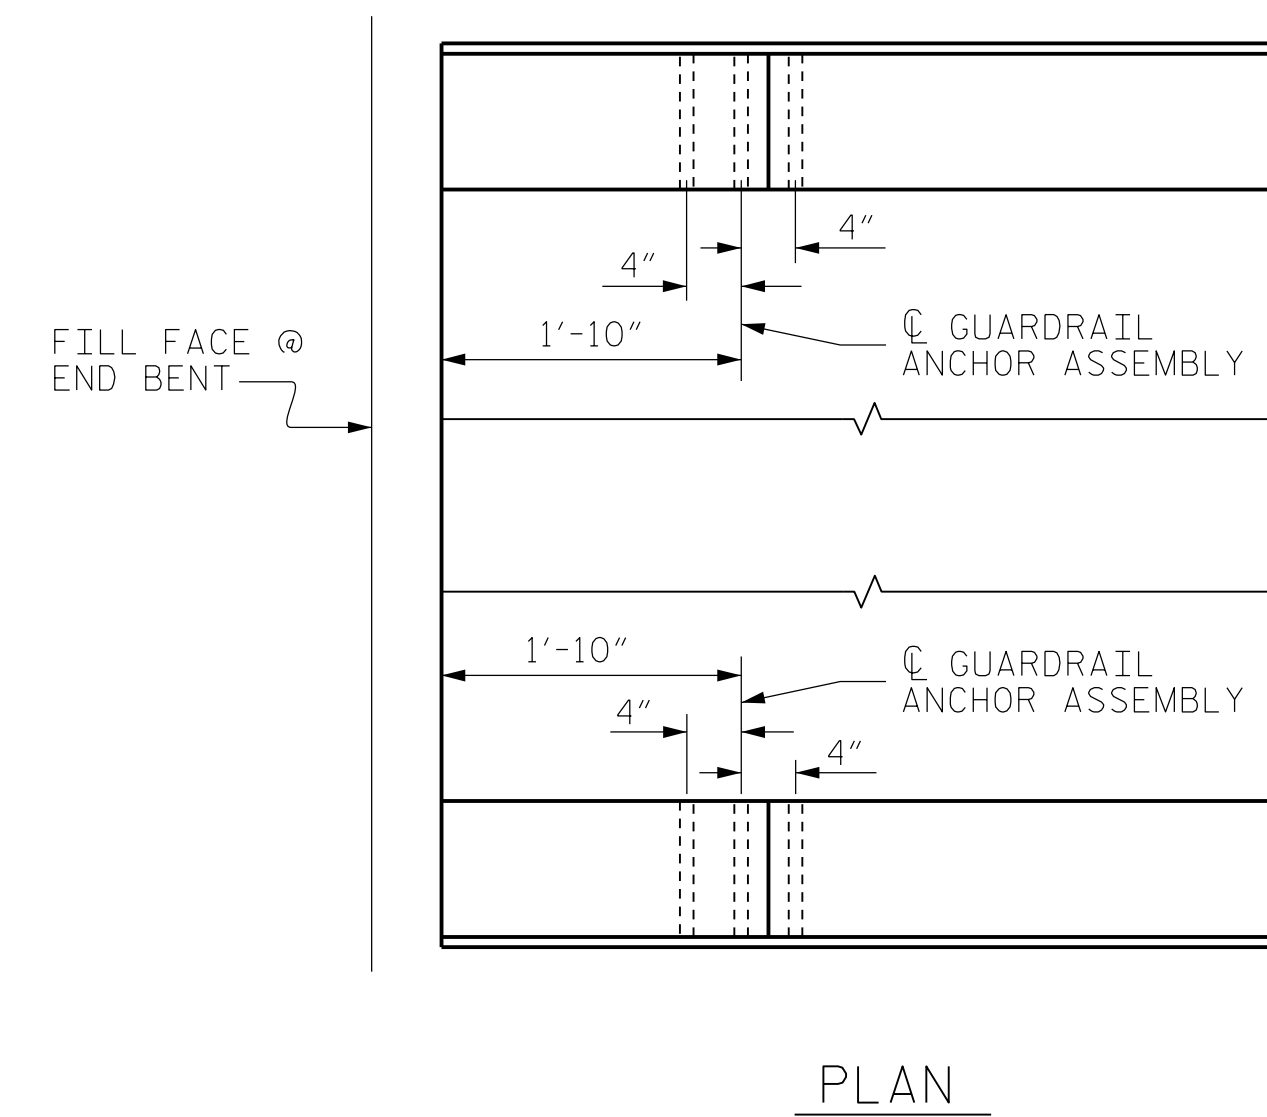 4"
4"
1'-10"
℄ GUARDRAIL
ANCHOR ASSEMBLY
FILL FACE @
END BENT
1'-10"
℄ GUARDRAIL
ANCHOR ASSEMBLY
4"
4"
PLAN